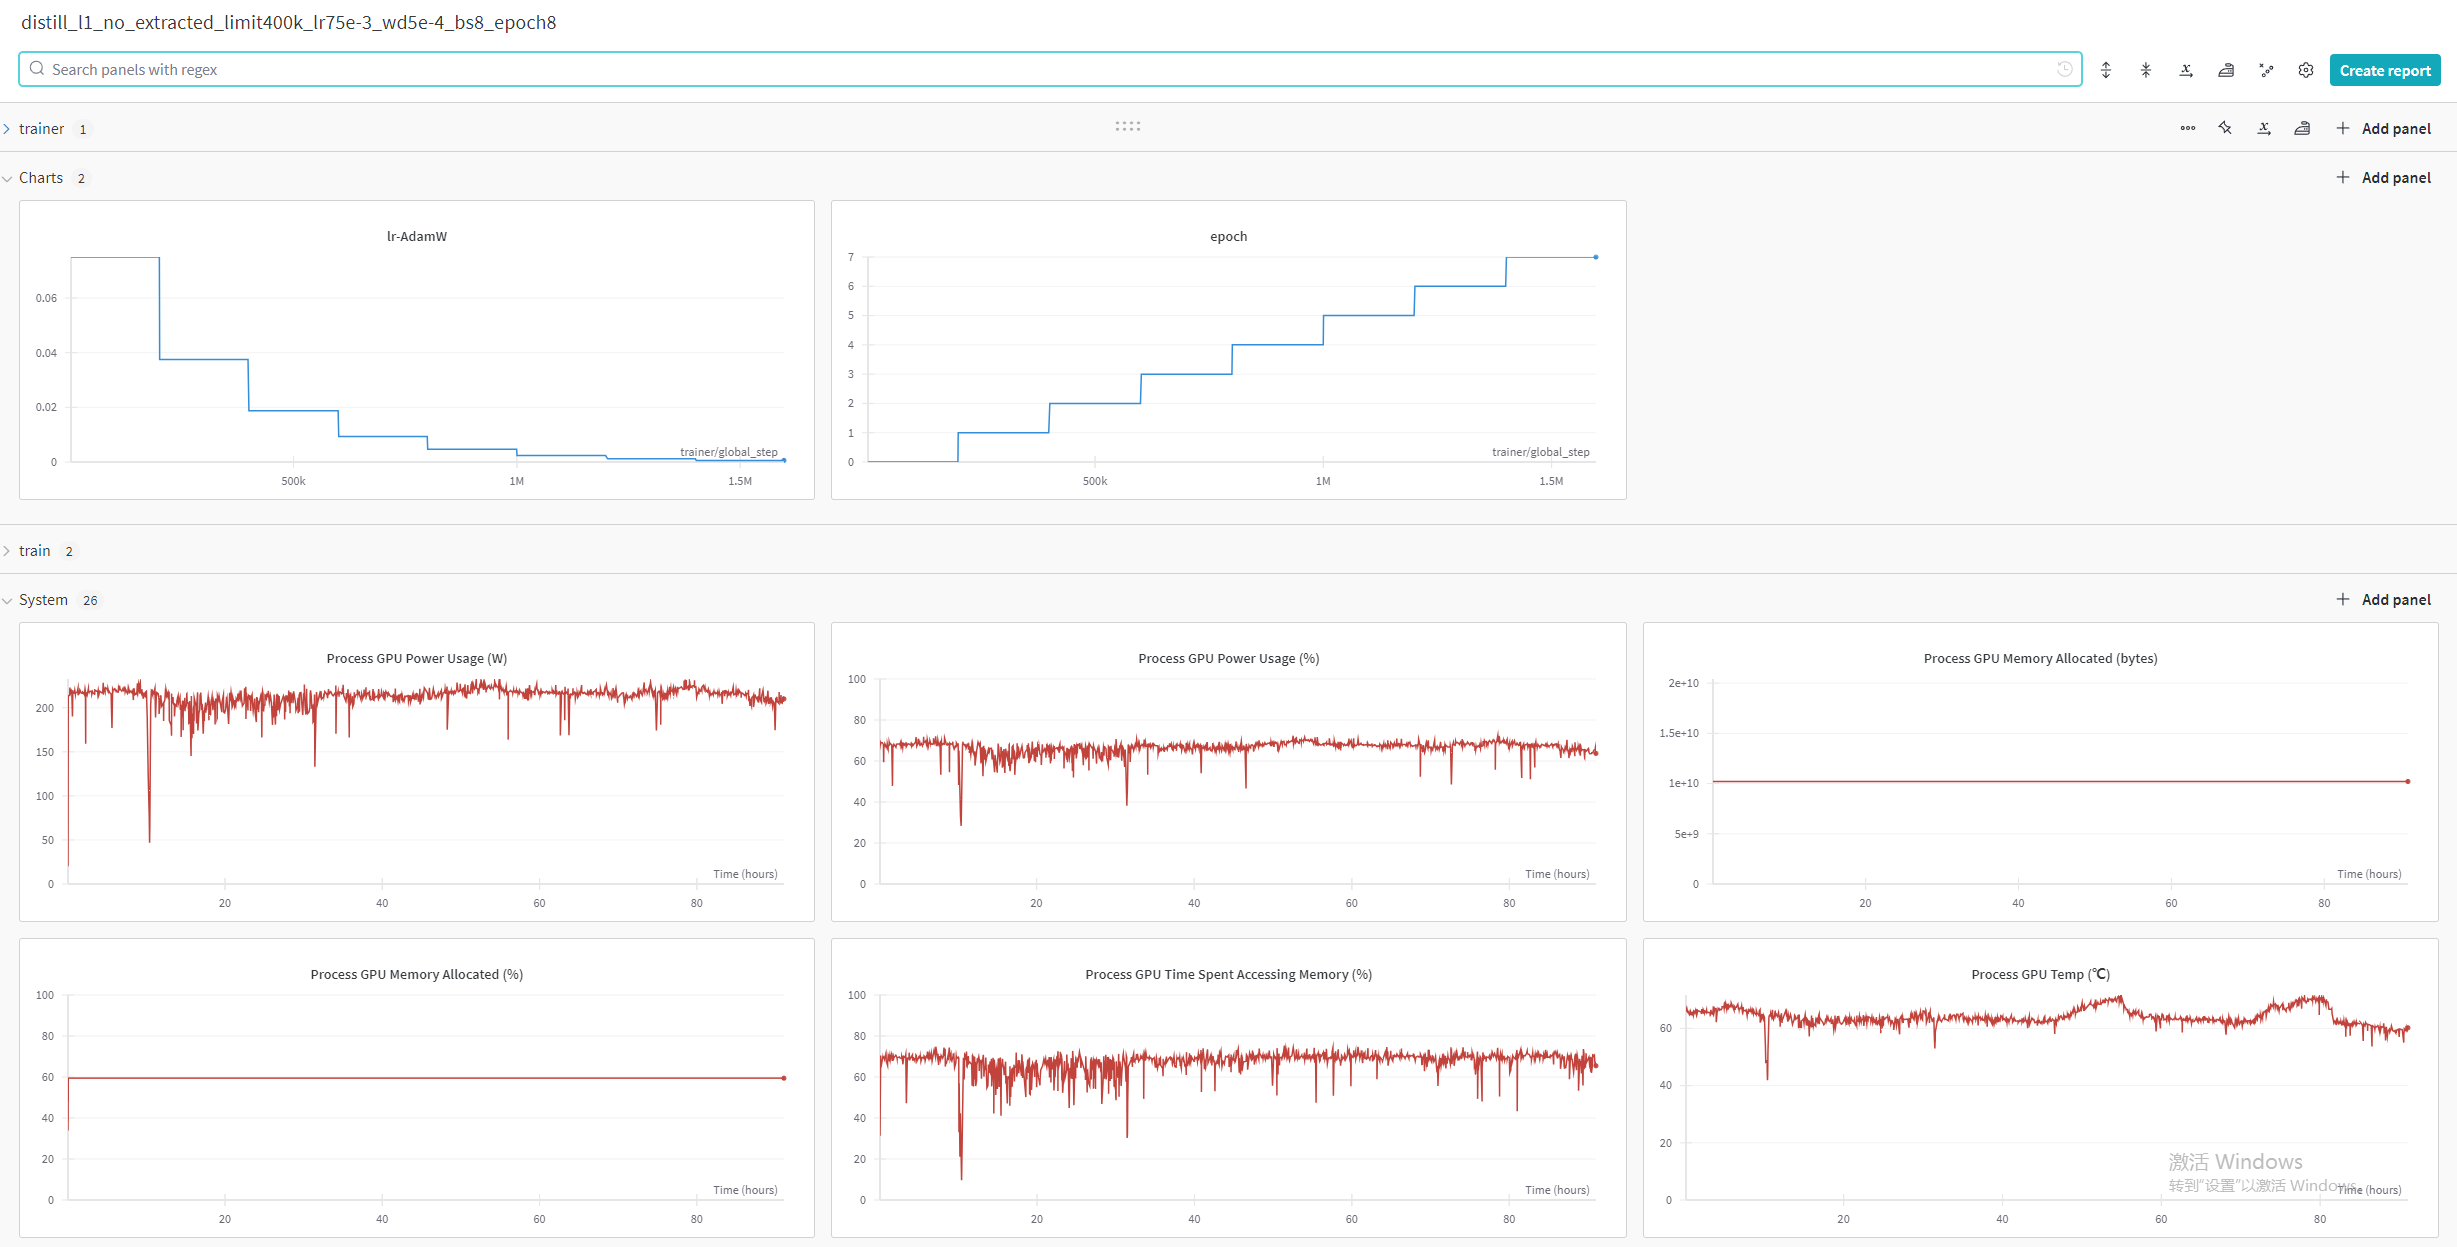 distill_l1_no_extracted_limit400k_lr75e-3_wd5e-4_bs8_epoch8
Search panels with regex
Create report
trainer 1
Add panel
Charts 2
Add panel
lr-AdamW
0.06
0.04
0.02
0
trainer/global_step
500k 1M 1.5M
epoch
7
6
5
4
3
2
1
0
trainer/global_step
500k 1M 1.5M
train 2
System 26
Add panel
Process GPU Power Usage (W)
200
150
100
50
0
Time (hours)
20 40 60 80
Process GPU Power Usage (%)
100
80
60
40
20
0
Time (hours)
20 40 60 80
Process GPU Memory Allocated (bytes)
2e+10
1.5e+10
1e+10
5e+9
0
Time (hours)
20 40 60 80
Process GPU Memory Allocated (%)
100
80
60
40
20
0
Time (hours)
20 40 60 80
Process GPU Time Spent Accessing Memory (%)
100
80
60
40
20
0
Time (hours)
20 40 60 80
Process GPU Temp (℃)
60
40
20
0
Time (hours)
20 40 60 80
激活 Windows
转到"设置"以激活 Windows。